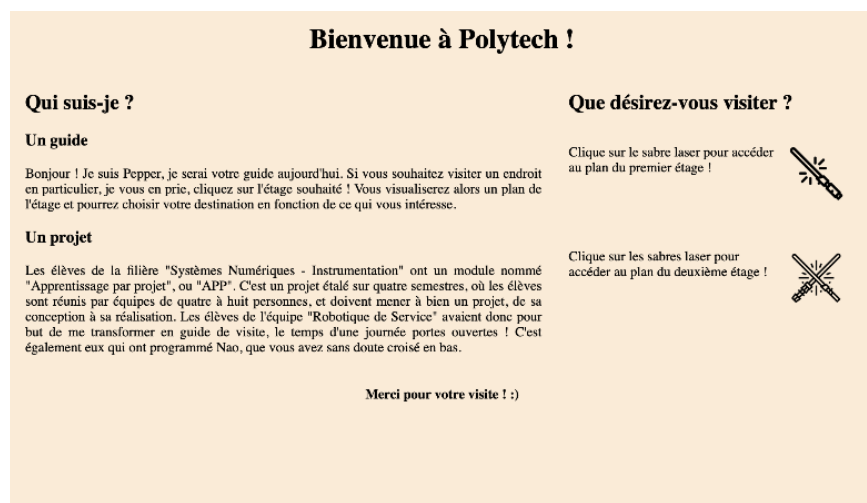 Bienvenue à Polytech !
Qui suis-je ?
Un guide
Bonjour ! Je suis Pepper, je serai votre guide aujourd'hui. Si vous souhaitez visiter un endroit
en particulier, je vous en prie, cliquez sur l'étage souhaité ! Vous visualiserez alors un plan de
l'étage et pourrez choisir votre destination en fonction de ce qui vous intéresse.
Un projet
Les élèves de la filière "Systèmes Numériques - Instrumentation" ont un module nommé
"Apprentissage par projet", ou "APP". C'est un projet étalé sur quatre semestres, où les élèves
sont réunis par équipes de quatre à huit personnes, et doivent mener à bien un projet, de sa
conception à sa réalisation. Les élèves de l'équipe "Robotique de Service" avaient donc pour
but de me transformer en guide de visite, le temps d'une journée portes ouvertes ! C'est
également eux qui ont programmé Nao, que vous avez sans doute croisé en bas.
Que désirez-vous visiter ?
Clique sur le sabre laser pour accéder
au plan du premier étage !
Clique sur les sabres laser pour
accéder au plan du deuxième étage !
Merci pour votre visite ! :)